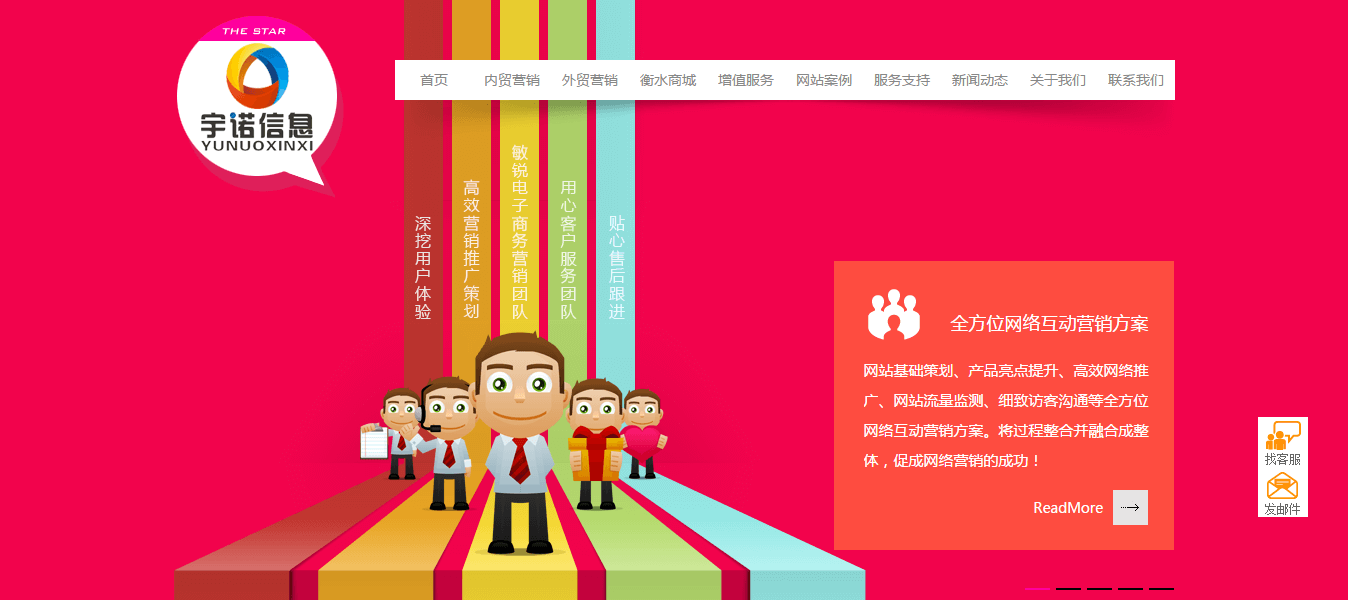 THE STAR
宇诺信息
YUNUOXINXI
首页 内贸营销 外贸营销 衡水商城 增值服务 网站案例 服务支持 新闻动态 关于我们 联系我们
深挖用户体验
高效营销推广策划
敏锐电子商务营销团队
用心客户服务团队
贴心售后跟进
全方位网络互动营销方案
网站基础策划、产品亮点提升、高效网络推
广、网站流量监测、细致访客沟通等全方位
网络互动营销方案。将过程整合并融合成整
体，促成网络营销的成功！
ReadMore
找客服
发邮件